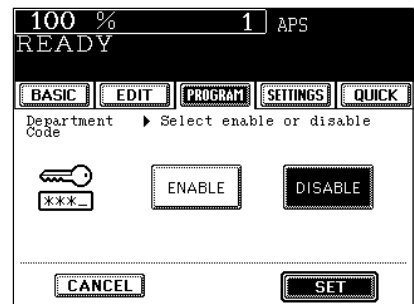 100 % 1 APS
READY
BASIC EDIT PROGRAM SETTINGS QUICK
Department Code ▶ Select enable or disable
***_ ENABLE DISABLE
CANCEL SET